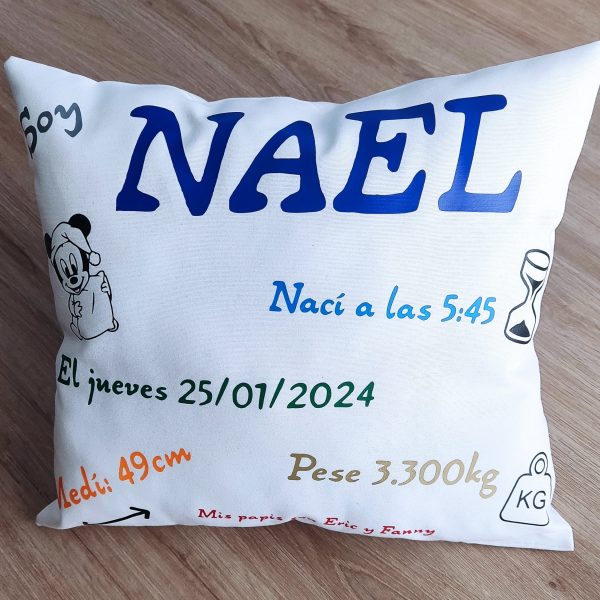 Soy
NAEL
Nací a las 5:45
El jueves 25/01/2024
Medí: 49cm
Pese 3.300kg
KG
Mis papis Eric y Fanny